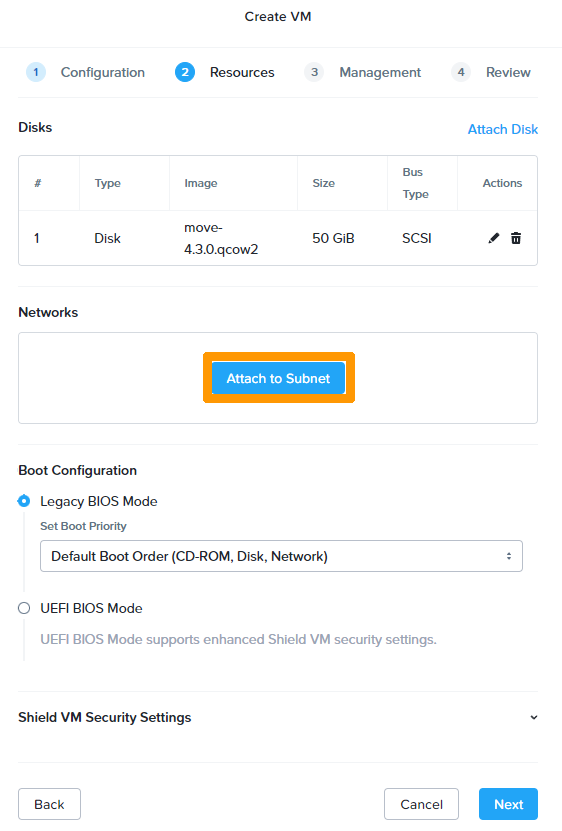 Create VM
1 Configuration 2 Resources 3 Management 4 Review
Disks Attach Disk
# Type Image Size Bus Type Actions
1 Disk move-4.3.0.qcow2 50 GiB SCSI
Networks
Attach to Subnet
Boot Configuration
Legacy BIOS Mode
Set Boot Priority
Default Boot Order (CD-ROM, Disk, Network)
UEFI BIOS Mode
UEFI BIOS Mode supports enhanced Shield VM security settings.
Shield VM Security Settings
Back Cancel Next